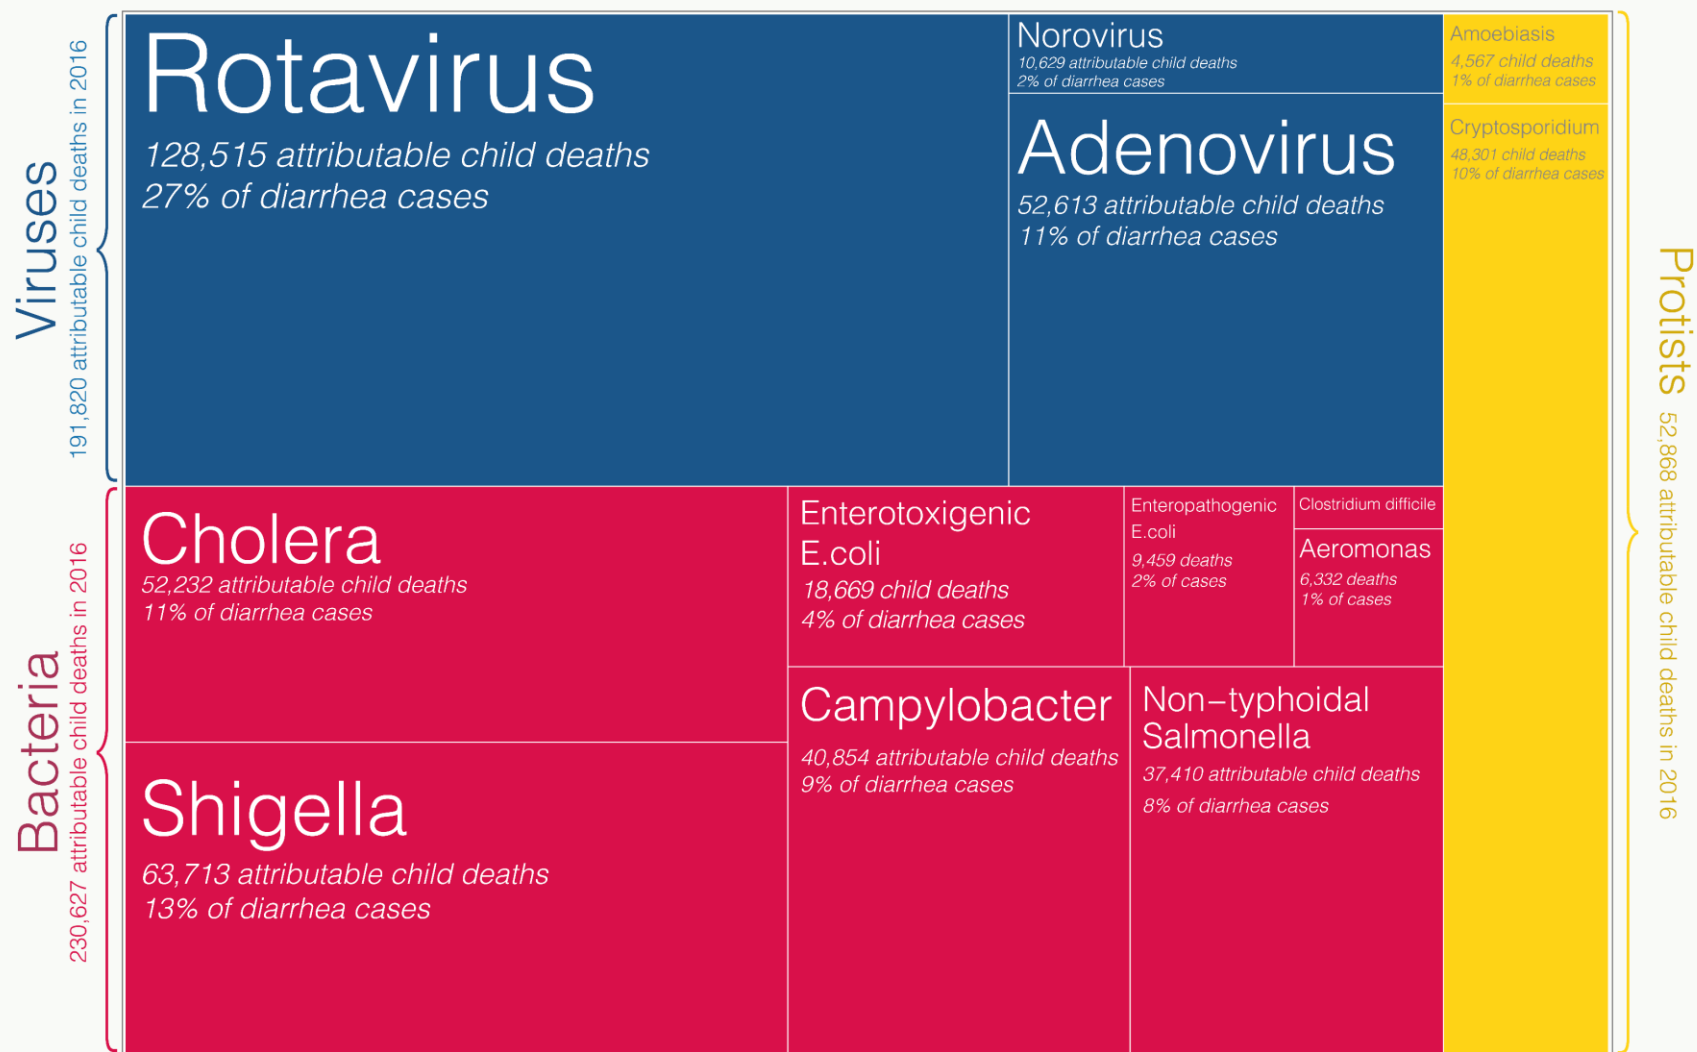 Viruses
191,820 attributable child deaths in 2016
Rotavirus
128,515 attributable child deaths
27% of diarrhea cases
Norovirus
10,629 attributable child deaths
2% of diarrhea cases
Adenovirus
52,613 attributable child deaths
11% of diarrhea cases
Bacteria
230,627 attributable child deaths in 2016
Cholera
52,232 attributable child deaths
11% of diarrhea cases
Shigella
63,713 attributable child deaths
13% of diarrhea cases
Enterotoxigenic
E.coli
18,669 child deaths
4% of diarrhea cases
Enteropathogenic
E.coli
9,459 deaths
2% of cases
Clostridium difficile
Aeromonas
6,332 deaths
1% of cases
Campylobacter
40,854 attributable child deaths
9% of diarrhea cases
Non–typhoidal
Salmonella
37,410 attributable child deaths
8% of diarrhea cases
Amoebiasis
4,567 child deaths
1% of diarrhea cases
Cryptosporidium
48,301 child deaths
10% of diarrhea cases
Protists 52,868 attributable child deaths in 2016